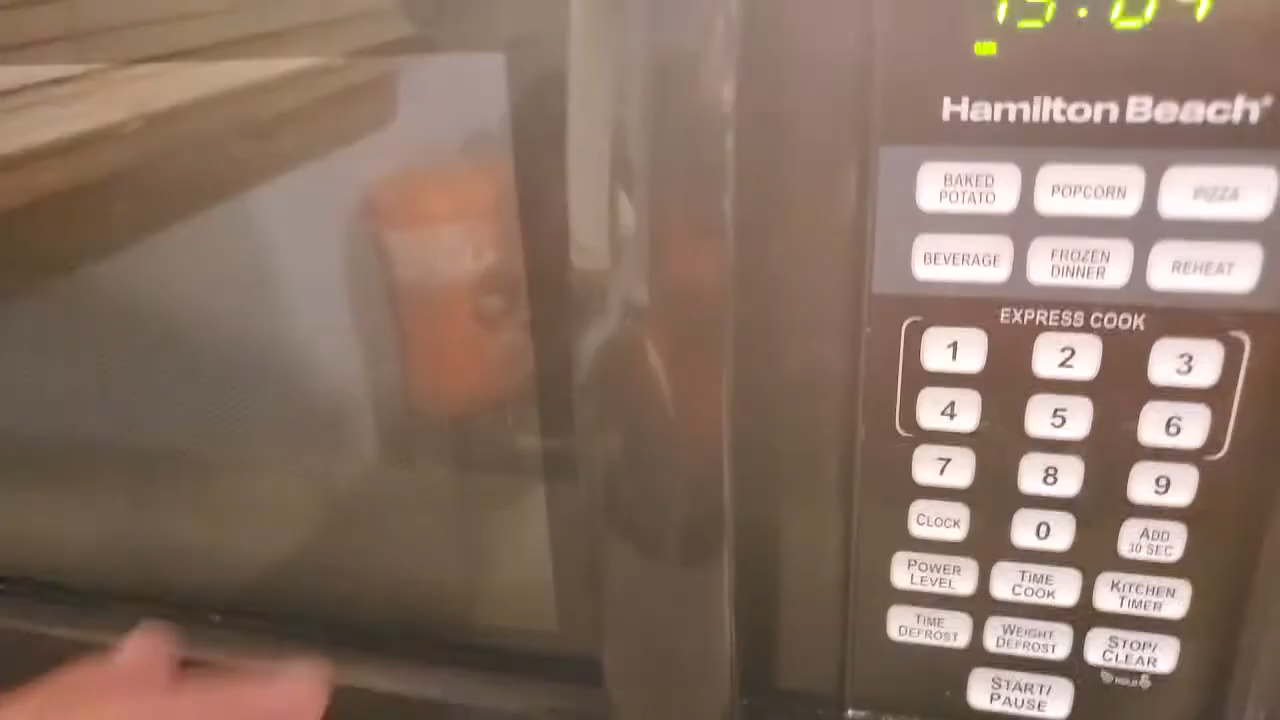 Hamilton Beach
BAKED POTATO
POPCORN
PIZZA
BEVERAGE
FROZEN DINNER
REHEAT
EXPRESS COOK
1 2 3
4 5 6
7 8 9
CLOCK 0 ADD 30 SEC
POWER LEVEL
TIME COOK
KITCHEN TIMER
TIME DEFROST
WEIGHT DEFROST
STOP/ CLEAR
START/ PAUSE